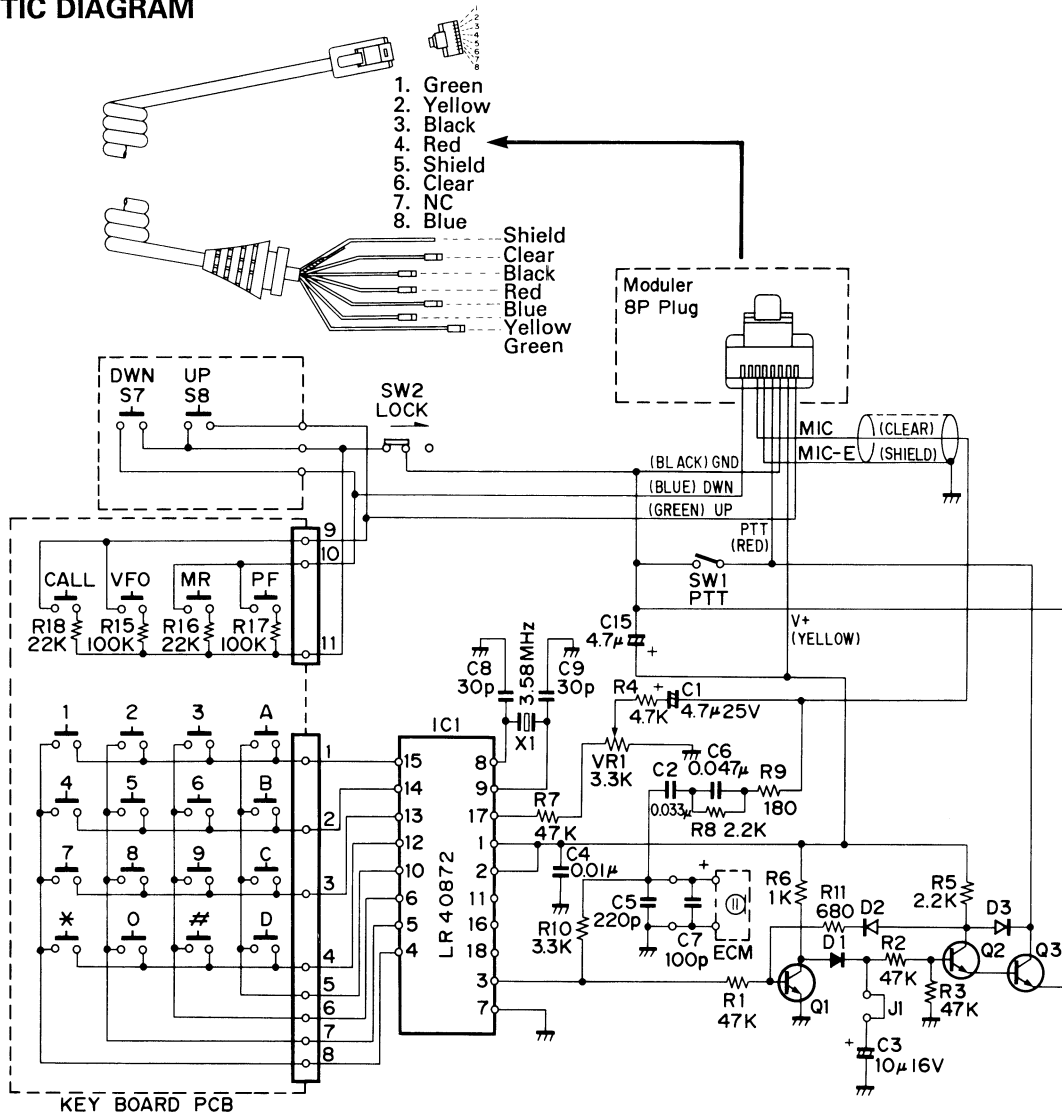 TIC DIAGRAM
1
2
3
4
5
6
7
8
1. Green
2. Yellow
3. Black
4. Red
5. Shield
6. Clear
7. NC
8. Blue
Shield
Clear
Black
Red
Blue
Yellow
Green
Moduler
8P Plug
DWN
S7
UP
S8
SW2
LOCK
MIC
(CLEAR)
MIC-E
(SHIELD)
(BLACK) GND
(BLUE) DWN
(GREEN) UP
PTT
(RED)
SW1
PTT
V+
(YELLOW)
9
10
11
CALL
VFO
MR
PF
R18
22K
R15
100K
R16
22K
R17
100K
C15
4.7μ
+
C8
30p
3.58MHz
X1
C9
30p
R4
4.7K
+
C1
4.7μ25V
VR1
3.3K
C6
0.047μ
C2
0.033μ
R9
180
R8 2.2K
R7
47K
1 2 3 A
4 5 6 B
7 8 9 C
* 0 # D
1
2
3
4
5
6
7
8
IC1
LR40872
15
14
13
12
10
6
5
4
8
9
17
1
2
11
16
18
3
7
C4
0.01μ
R10
3.3K
C5
220p
+
C7
100p
ECM
R6
1K
R11
680
D2
R5
2.2K
D3
D1
R2
47K
Q2
Q3
R1
47K
Q1
J1
R3
47K
+
C3
10μ16V
KEY BOARD PCB